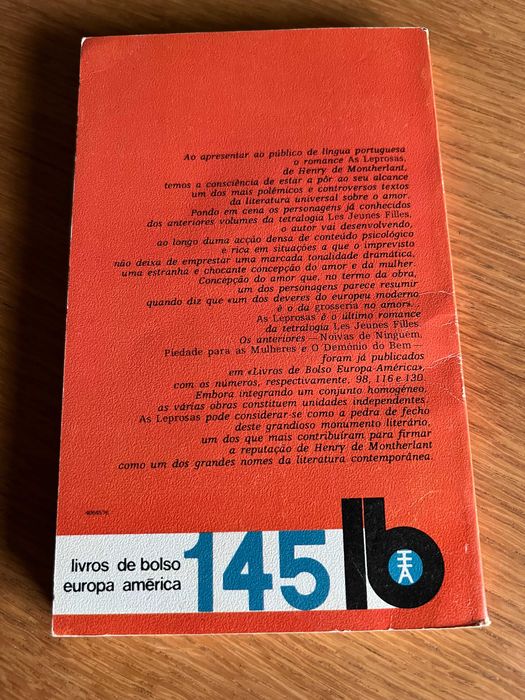 Ao apresentar ao público de língua portuguesa
o romance As Leprosas,
de Henry de Montherlant,
temos a consciência de estar a pôr ao seu alcance
um dos mais polémicos e controversos textos
da literatura universal sobre o amor.
Pondo em cena os personagens já conhecidos
dos anteriores volumes da tetralogia Les Jeunes Filles,
o autor vai desenvolvendo,
ao longo duma acção densa de conteúdo psicológico
e rica em situações a que o imprevisto
não deixa de emprestar uma marcada tonalidade dramática,
uma estranha e chocante concepção do amor e da mulher.
Concepção do amor que, no termo da obra,
um dos personagens parece resumir
quando diz que «um dos deveres do europeu moderno
é o da grosseria no amor»...
As Leprosas é o último romance
da tetralogia Les Jeunes Filles.
Os anteriores — Noivas de Ninguém,
Piedade para as Mulheres e O Demónio do Bem —
foram já publicados
em «Livros de Bolso Europa-América»,
com os números, respectivamente, 98, 116 e 130.
Embora integrando um conjunto homogéneo,
as várias obras constituem unidades independentes.
As Leprosas pode considerar-se como a pedra de fecho
deste grandioso monumento literário,
um dos que mais contribuíram para firmar
a reputação de Henry de Montherlant
como um dos grandes nomes da literatura contemporânea.
livros de bolso
europa américa
145
lb